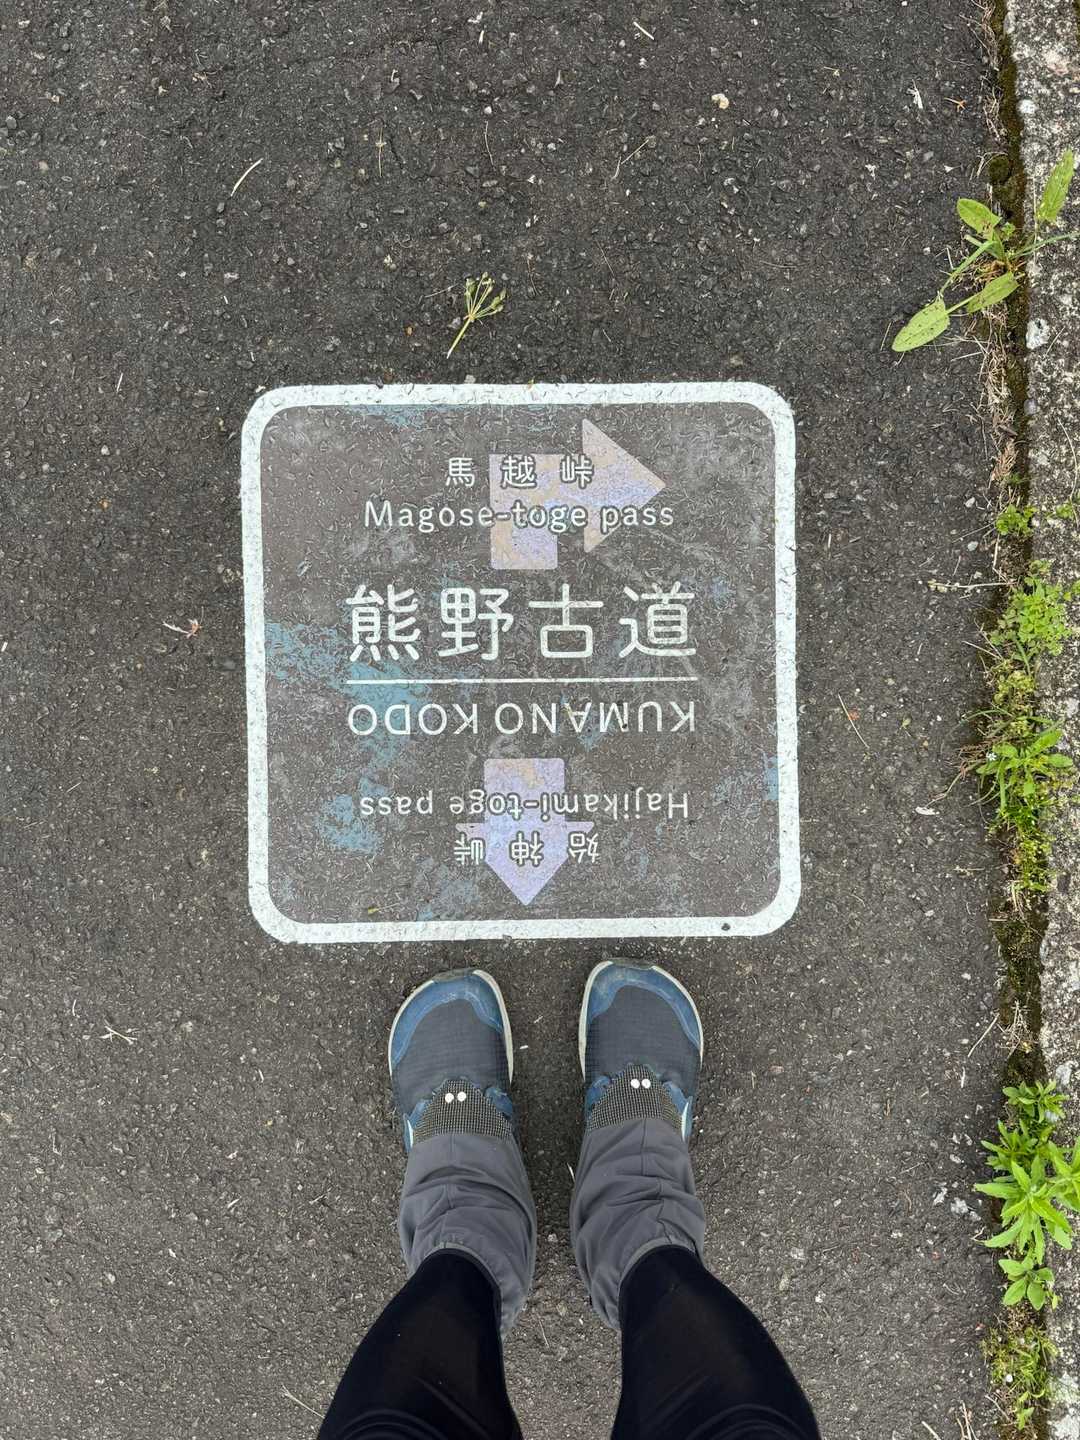 馬越峠
Magose-toge pass
熊野古道
KUMANO KODO
Hajikami-toge pass
始神峠